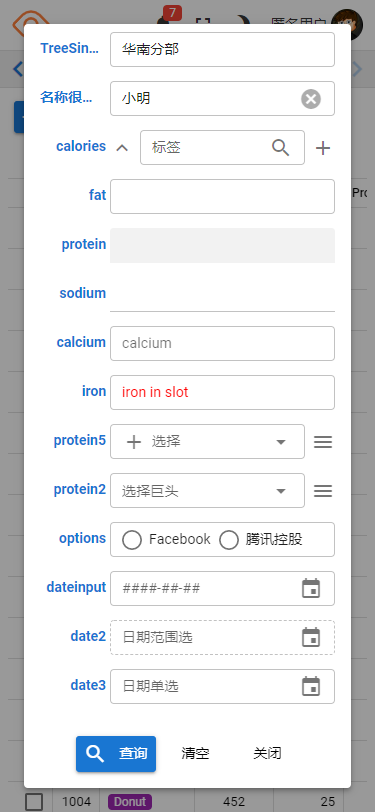 7
匿名用户
TreeSin... 华南分部
名称很... 小明
calories 标签
Pro
fat
protein
sodium
calcium calcium
iron iron in slot
protein5 选择
protein2 选择巨头
options Facebook 腾讯控股
dateinput ####-##-##
date2 日期范围选
date3 日期单选
查询 清空 关闭
1004 Donut 452 25